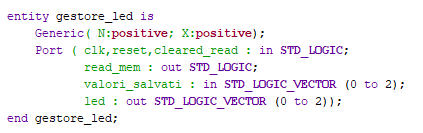 entity gestore_led is
Generic( N:positive; X:positive);
Port ( clk,reset,cleared_read : in STD_LOGIC;
read_mem : out STD_LOGIC;
valori_salvati : in STD_LOGIC_VECTOR (0 to 2);
led : out STD_LOGIC_VECTOR (0 to 2));
end gestore_led;